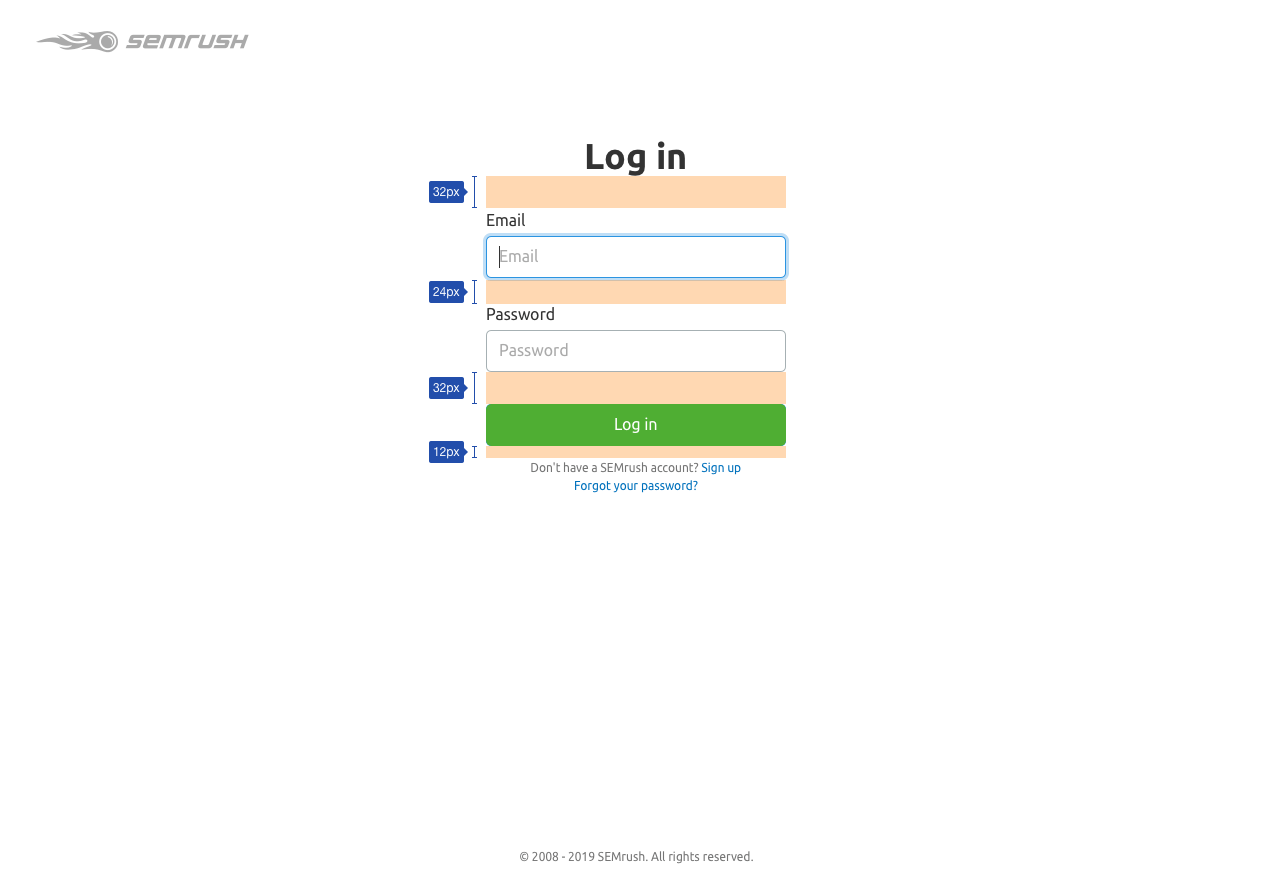 semrush
Log in
32px
Email
Email
24px
Password
Password
32px
Log in
12px
Don't have a SEMrush account? Sign up
Forgot your password?
© 2008 - 2019 SEMrush. All rights reserved.